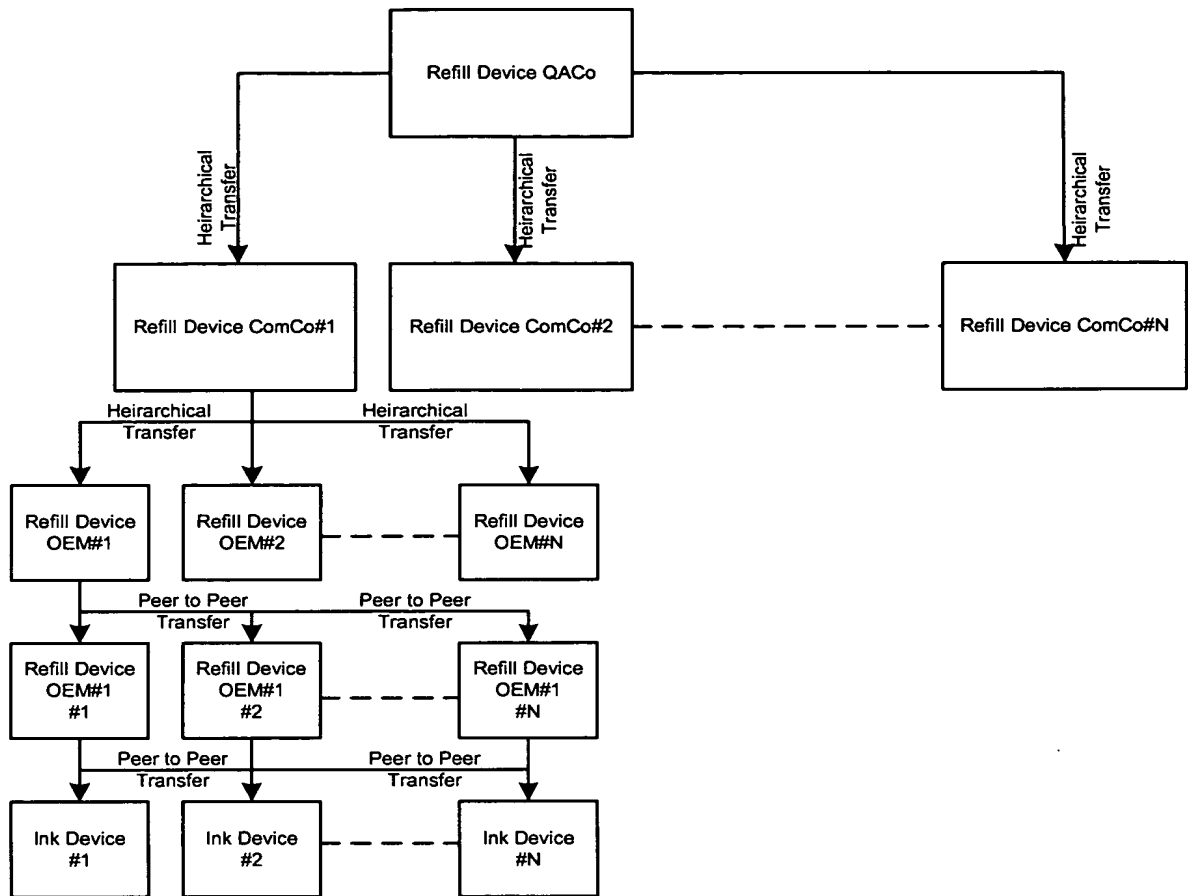 Refill Device QACo
Heirarchical
Transfer
Heirarchical
Transfer
Heirarchical
Transfer
Refill Device ComCo#1
Refill Device ComCo#2
Refill Device ComCo#N
Heirarchical
Transfer
Heirarchical
Transfer
Refill Device
OEM#1
Refill Device
OEM#2
Refill Device
OEM#N
Peer to Peer
Transfer
Peer to Peer
Transfer
Refill Device
OEM#1
#1
Refill Device
OEM#1
#2
Refill Device
OEM#1
#N
Peer to Peer
Transfer
Peer to Peer
Transfer
Ink Device
#1
Ink Device
#2
Ink Device
#N